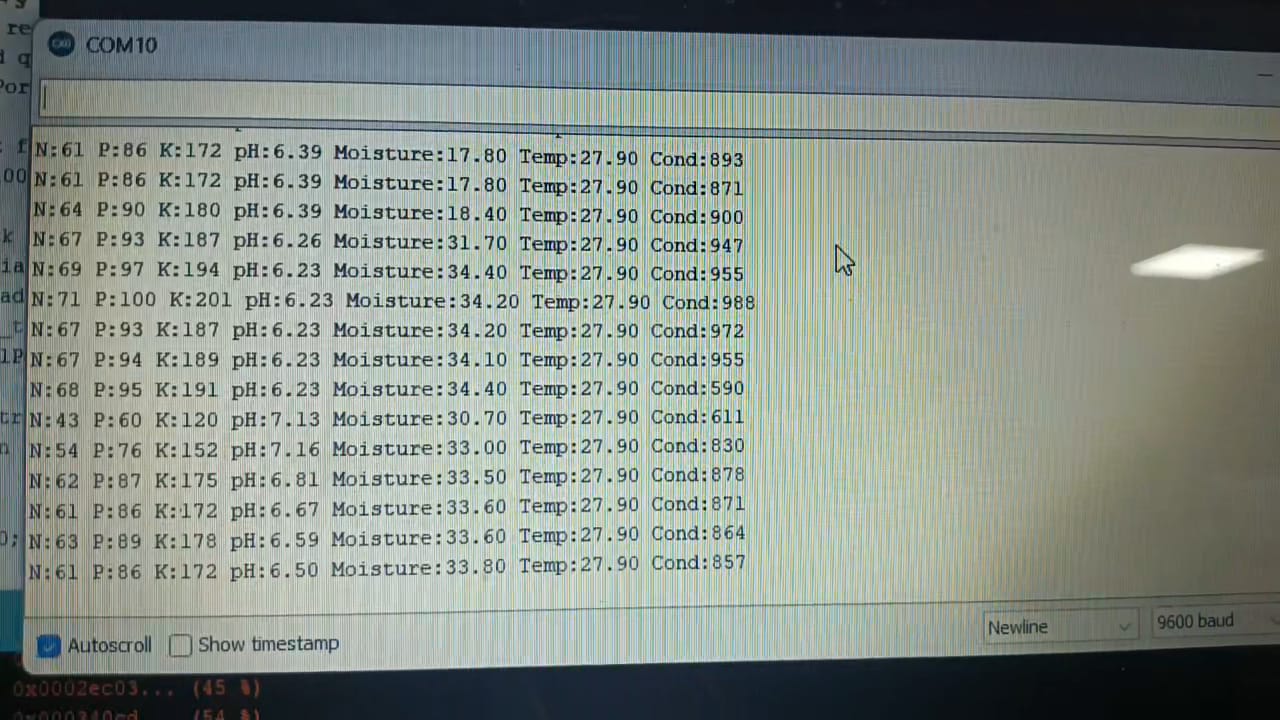 COM10
N:61 P:86 K:172 pH:6.39 Moisture:17.80 Temp:27.90 Cond:893
N:61 P:86 K:172 pH:6.39 Moisture:17.80 Temp:27.90 Cond:871
N:64 P:90 K:180 pH:6.39 Moisture:18.40 Temp:27.90 Cond:900
N:67 P:93 K:187 pH:6.26 Moisture:31.70 Temp:27.90 Cond:947
N:69 P:97 K:194 pH:6.23 Moisture:34.40 Temp:27.90 Cond:955
N:71 P:100 K:201 pH:6.23 Moisture:34.20 Temp:27.90 Cond:988
N:67 P:93 K:187 pH:6.23 Moisture:34.20 Temp:27.90 Cond:972
N:67 P:94 K:189 pH:6.23 Moisture:34.10 Temp:27.90 Cond:955
N:68 P:95 K:191 pH:6.23 Moisture:34.40 Temp:27.90 Cond:590
N:43 P:60 K:120 pH:7.13 Moisture:30.70 Temp:27.90 Cond:611
N:54 P:76 K:152 pH:7.16 Moisture:33.00 Temp:27.90 Cond:830
N:62 P:87 K:175 pH:6.81 Moisture:33.50 Temp:27.90 Cond:878
N:61 P:86 K:172 pH:6.67 Moisture:33.60 Temp:27.90 Cond:871
N:63 P:89 K:178 pH:6.59 Moisture:33.60 Temp:27.90 Cond:864
N:61 P:86 K:172 pH:6.50 Moisture:33.80 Temp:27.90 Cond:857
Autoscroll Show timestamp Newline 9600 baud
0x0002ec03... (45 %)